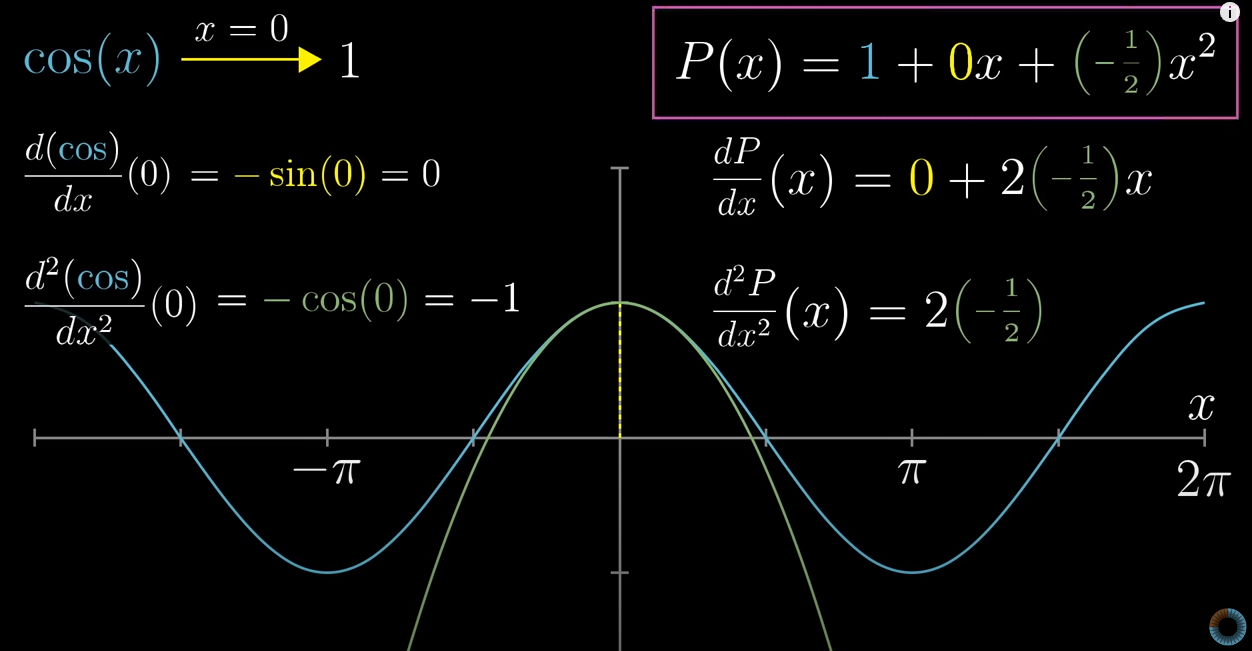 cos(x) x = 0 → 1
P(x) = 1 + 0x + (-1/2)x²
d(cos)/dx (0) = − sin(0) = 0
dP/dx (x) = 0 + 2(-1/2)x
d²(cos)/dx² (0) = − cos(0) = −1
d²P/dx² (x) = 2(-1/2)
x
−π
π
2π
i